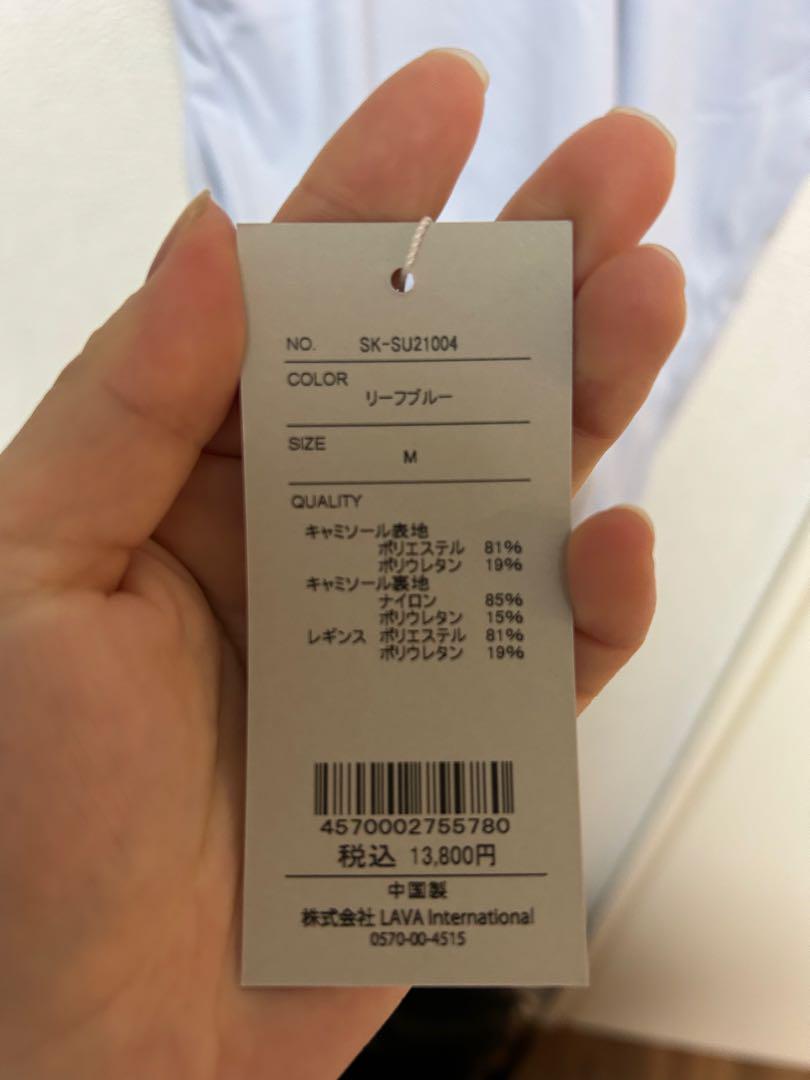 NO. SK-SU21004
COLOR
リーフブルー
SIZE
M
QUALITY
キャミソール表地
ポリエステル 81%
ポリウレタン 19%
キャミソール裏地
ナイロン 85%
ポリウレタン 15%
レギンス ポリエステル 81%
ポリウレタン 19%
4570002755780
税込 13,800円
中国製
株式会社 LAVA International
0570-00-4515